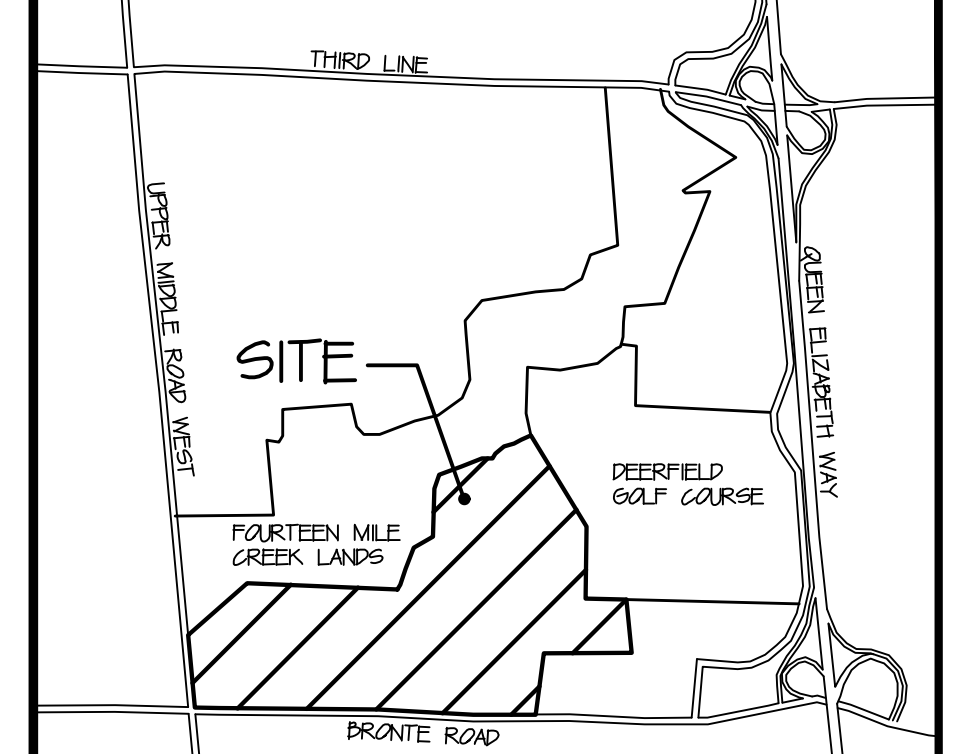 THIRD LINE
UPPER MIDDLE ROAD WEST
QUEEN ELIZABETH WAY
SITE
DEERFIELD
GOLF COURSE
FOURTEEN MILE
CREEK LANDS
BRONTE ROAD